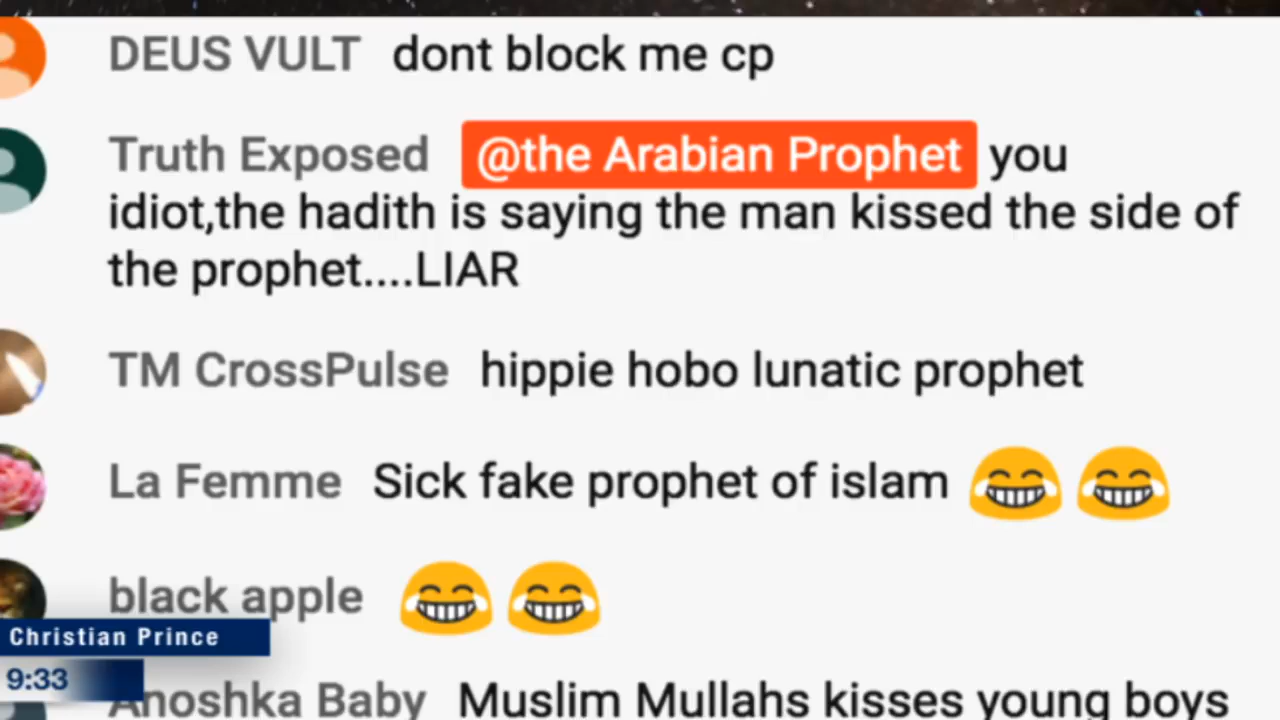 DEUS VULT dont block me cp
Truth Exposed @the Arabian Prophet you
idiot,the hadith is saying the man kissed the side of
the prophet....LIAR
TM CrossPulse hippie hobo lunatic prophet
La Femme Sick fake prophet of islam 😂 😂
black apple 😂 😂
Christian Prince
9:33
Anoshka Baby Muslim Mullahs kisses young boys